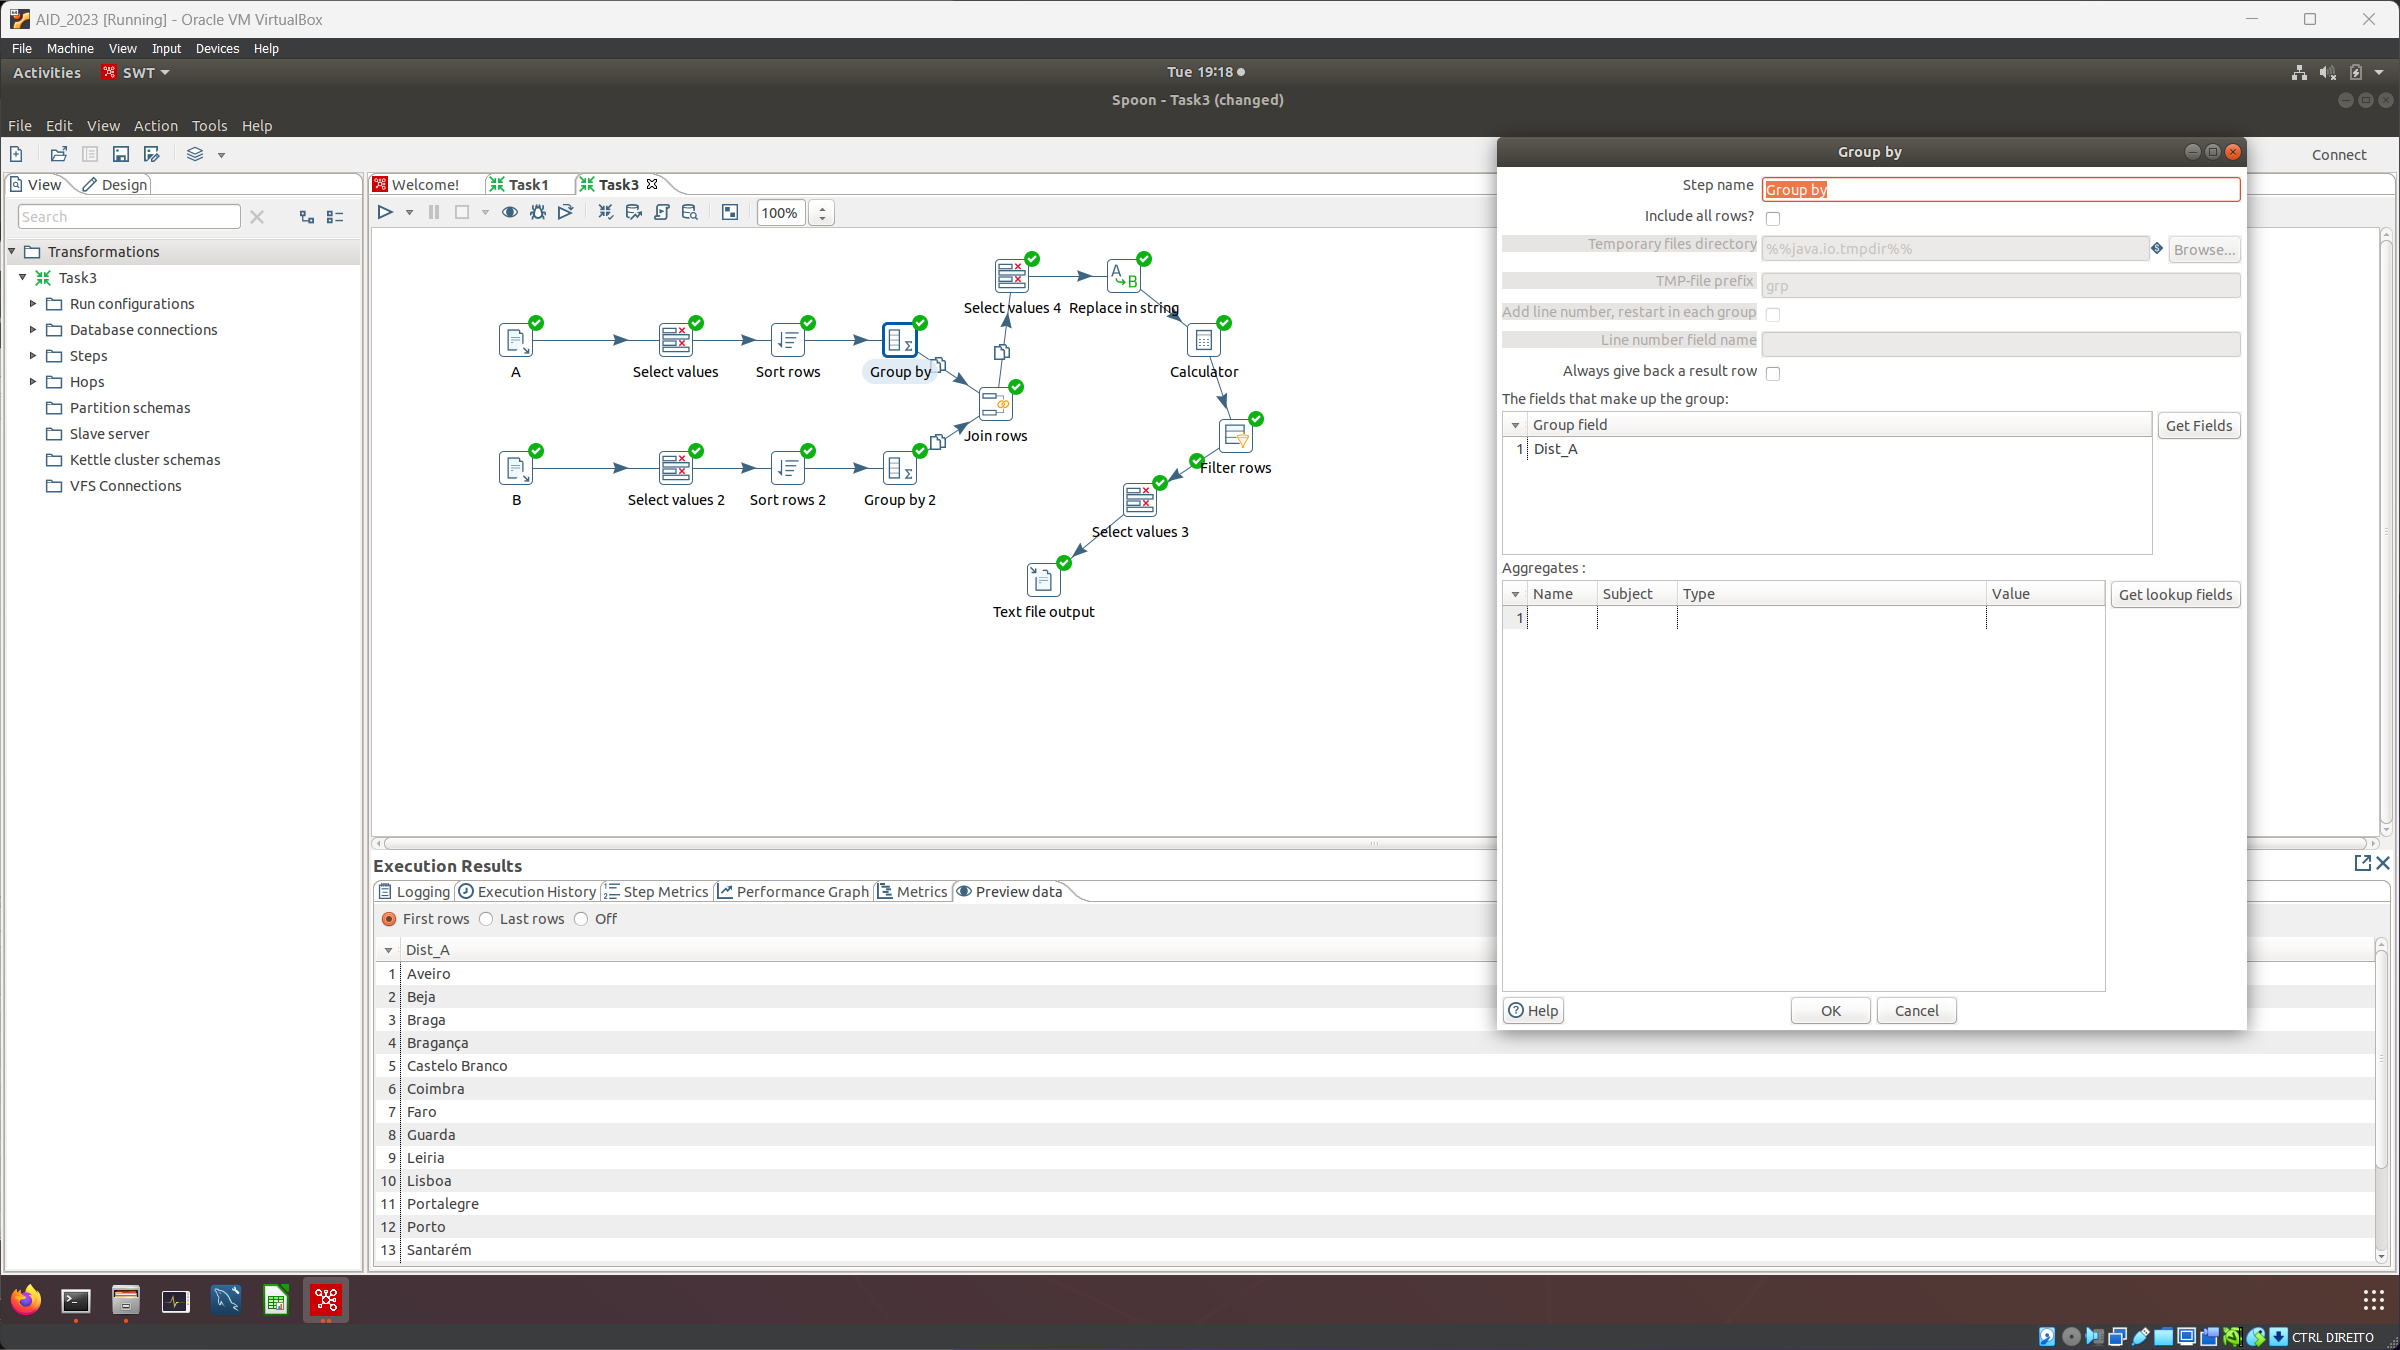 AID_2023 [Running] - Oracle VM VirtualBox
File Machine View Input Devices Help
Activities SWT Tue 19:18
Spoon - Task3 (changed)
File Edit View Action Tools Help
Connect
View Design
Search
Transformations
Task3
Run configurations
Database connections
Steps
Hops
Partition schemas
Slave server
Kettle cluster schemas
VFS Connections
Welcome! Task1 Task3
100%
Select values 4 Replace in string
A Select values Sort rows Group by Calculator
Join rows
Filter rows
B Select values 2 Sort rows 2 Group by 2
Select values 3
Text file output
Execution Results
Logging Execution History Step Metrics Performance Graph Metrics Preview data
First rows Last rows Off
Dist_A
1 Aveiro
2 Beja
3 Braga
4 Bragança
5 Castelo Branco
6 Coimbra
7 Faro
8 Guarda
9 Leiria
10 Lisboa
11 Portalegre
12 Porto
13 Santarém
Group by
Step name Group by
Include all rows?
Temporary files directory %%java.io.tmpdir%% Browse...
TMP-file prefix grp
Add line number, restart in each group
Line number field name
Always give back a result row
The fields that make up the group:
Group field Get Fields
1 Dist_A
Aggregates :
Name Subject Type Value Get lookup fields
1
Help OK Cancel
CTRL DIREITO